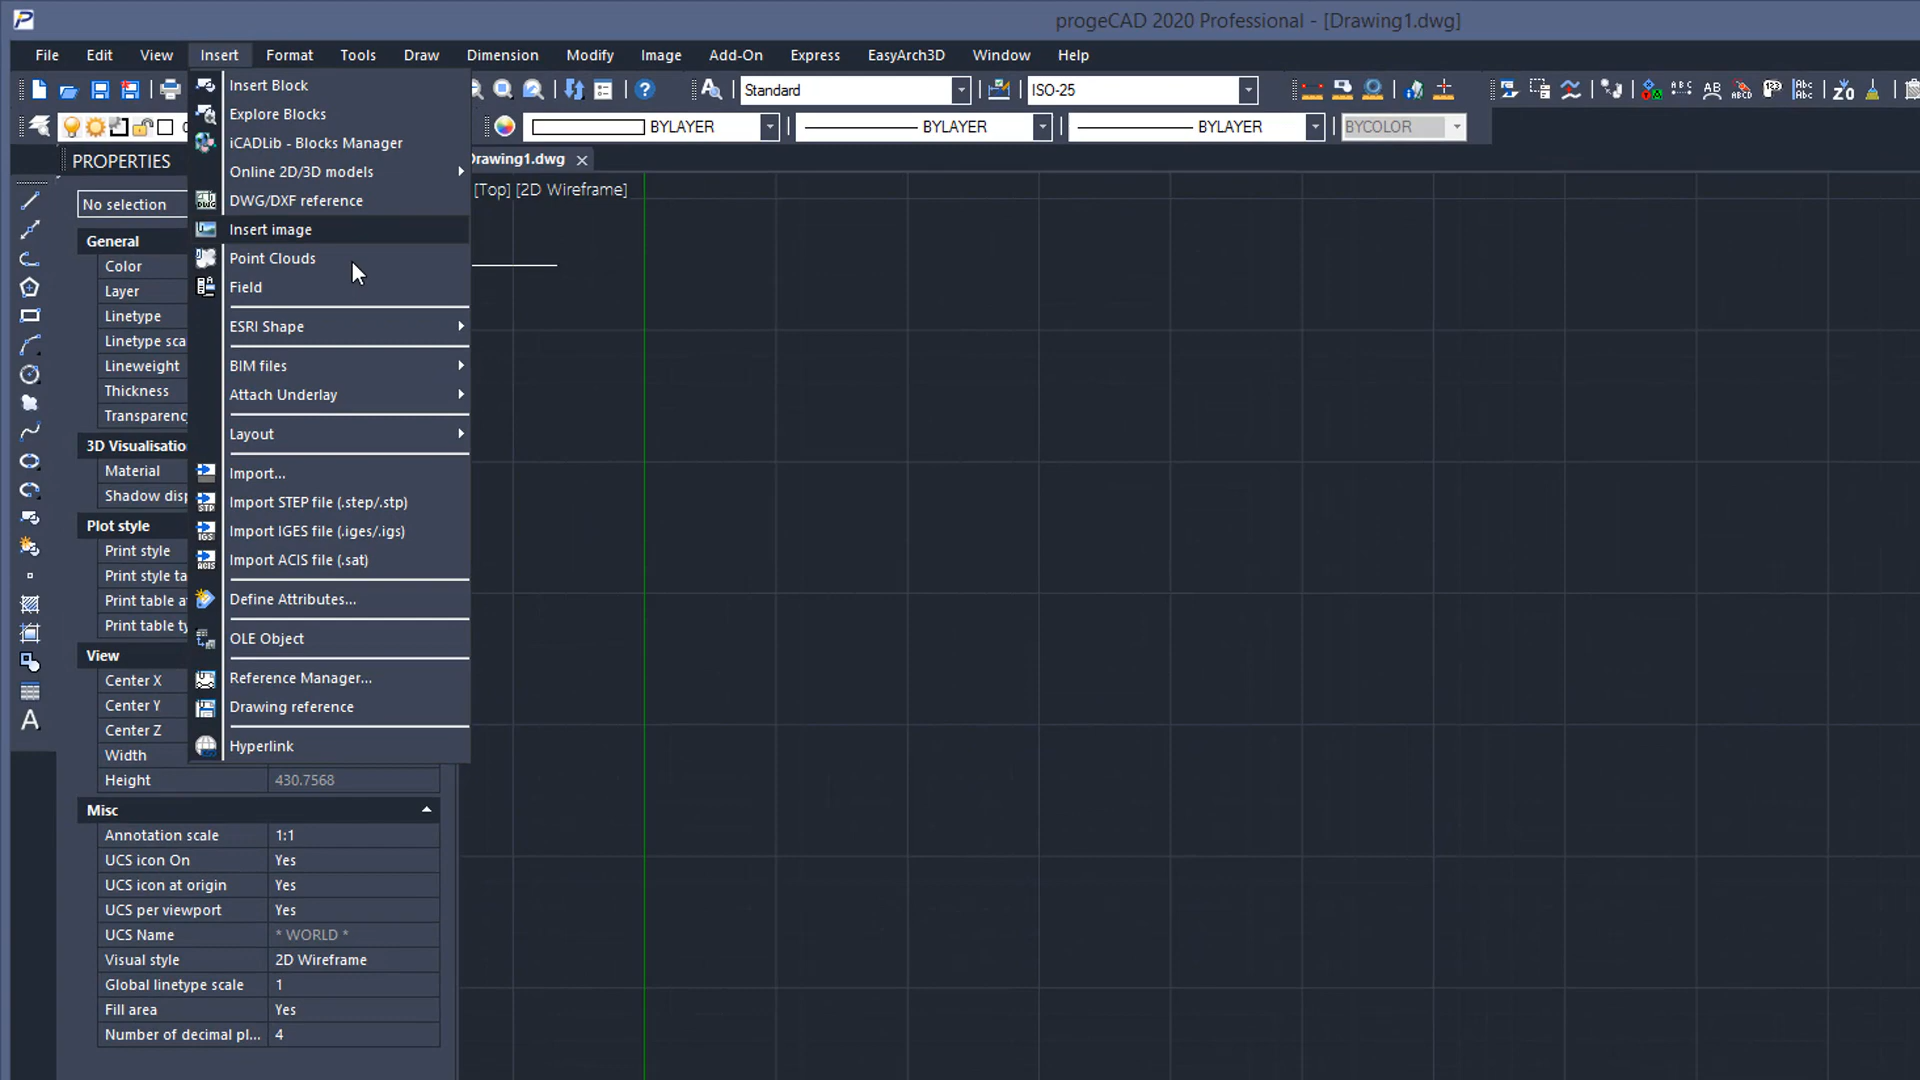 progeCAD 2020 Professional - [Drawing1.dwg]
File Edit View Insert Format Tools Draw Dimension Modify Image Add-On Express EasyArch3D Window Help
Standard ISO-25
BYLAYER BYLAYER BYLAYER BYCOLOR
Drawing1.dwg
[Top] [2D Wireframe]
Insert Block
Explore Blocks
iCADLib - Blocks Manager
Online 2D/3D models
DWG/DXF reference
Insert image
Point Clouds
Field
ESRI Shape
BIM files
Attach Underlay
Layout
Import...
Import STEP file (.step/.stp)
Import IGES file (.iges/.igs)
Import ACIS file (.sat)
Define Attributes...
OLE Object
Reference Manager...
Drawing reference
Hyperlink
PROPERTIES
No selection
General
Color
Layer
Linetype
Linetype sca
Lineweight
Thickness
Transparenc
3D Visualisatio
Material
Shadow disp
Plot style
Print style
Print style ta
Print table a
Print table ty
View
Center X
Center Y
Center Z
Width
Height 430.7568
Misc
Annotation scale 1:1
UCS icon On Yes
UCS icon at origin Yes
UCS per viewport Yes
UCS Name * WORLD *
Visual style 2D Wireframe
Global linetype scale 1
Fill area Yes
Number of decimal pl... 4